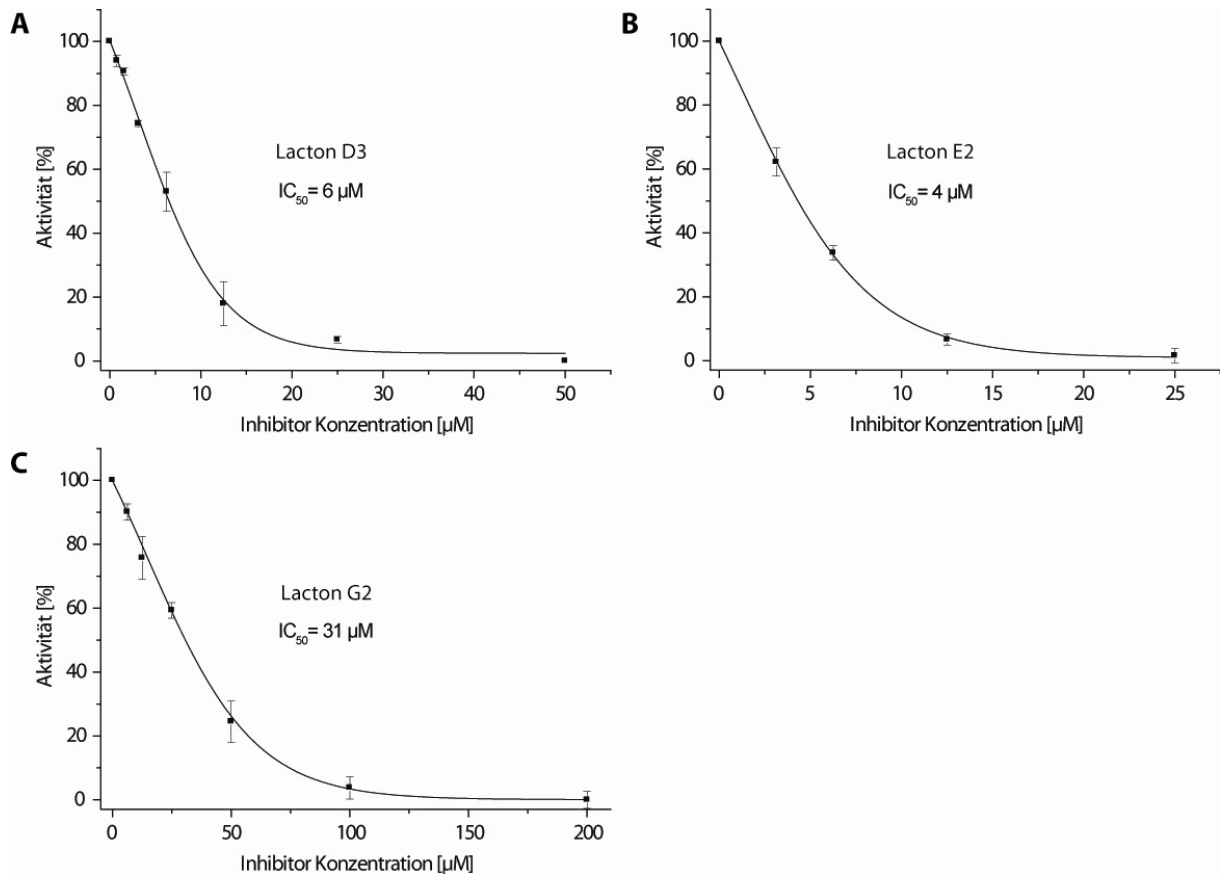 A
100
80
60
40
20
0
Aktivität [%]
Lacton D3
IC₅₀= 6 µM
0 10 20 30 40 50
Inhibitor Konzentration [µM]
B
100
80
60
40
20
0
Aktivität [%]
Lacton E2
IC₅₀= 4 µM
0 5 10 15 20 25
Inhibitor Konzentration [µM]
C
100
80
60
40
20
0
Aktivität [%]
Lacton G2
IC₅₀= 31 µM
0 50 100 150 200
Inhibitor Konzentration [µM]